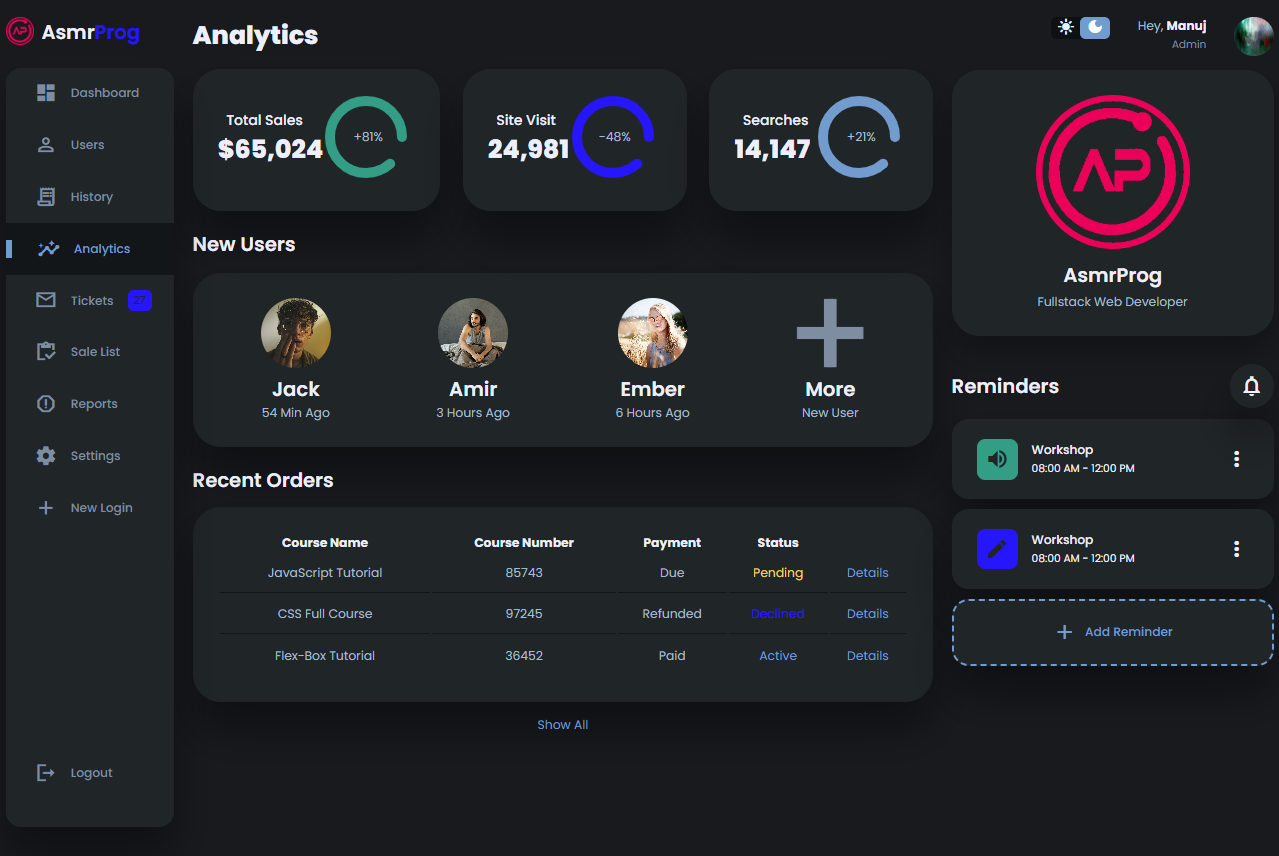 AsmrProg
Dashboard
Users
History
Analytics
Tickets 27
Sale List
Reports
Settings
New Login
Logout
Analytics
Total Sales
$65,024
+81%
Site Visit
24,981
-48%
Searches
14,147
+21%
New Users
Jack
54 Min Ago
Amir
3 Hours Ago
Ember
6 Hours Ago
More
New User
Recent Orders
Course Name Course Number Payment Status
JavaScript Tutorial 85743 Due Pending Details
CSS Full Course 97245 Refunded Declined Details
Flex-Box Tutorial 36452 Paid Active Details
Show All
Hey, Manuj
Admin
AP
AsmrProg
Fullstack Web Developer
Reminders
Workshop
08:00 AM - 12:00 PM
Workshop
08:00 AM - 12:00 PM
Add Reminder